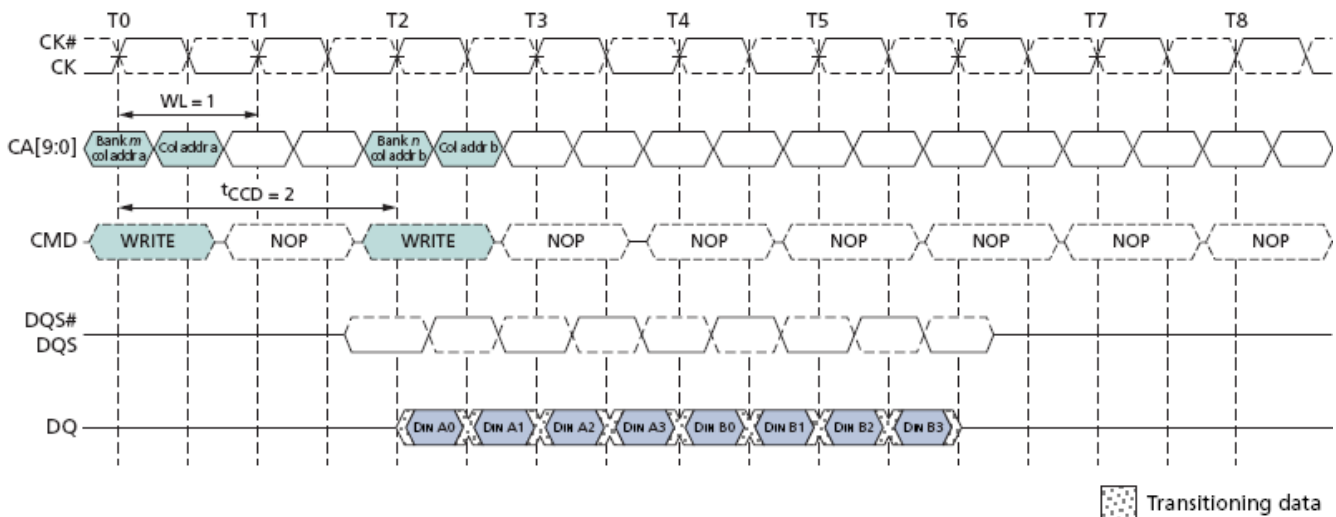 T0 T1 T2 T3 T4 T5 T6 T7 T8
CK#
CK
WL = 1
CA[9:0] Bank m col addr a Col addr a Bank n col addr b Col addr b
tCCD = 2
CMD WRITE NOP WRITE NOP NOP NOP NOP NOP NOP
DQS#
DQS
DQ DIN A0 DIN A1 DIN A2 DIN A3 DIN B0 DIN B1 DIN B2 DIN B3
Transitioning data